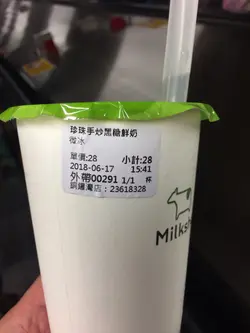 珍珠手炒黑糖鮮奶
微冰
單價:28 小計:28
2018-06-17 15:41
外帶00291 1/1 杯
銅鑼灣店:23618328
Milksh